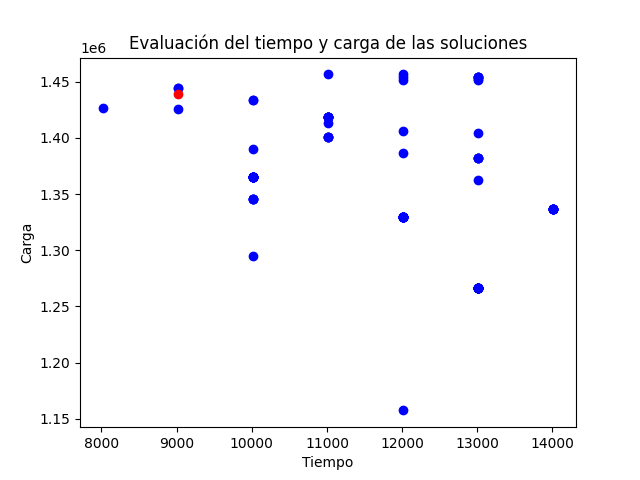 Evaluación del tiempo y carga de las soluciones
1e6
1.45
1.40
1.35
1.30
1.25
1.20
1.15
Carga
8000 9000 10000 11000 12000 13000 14000
Tiempo